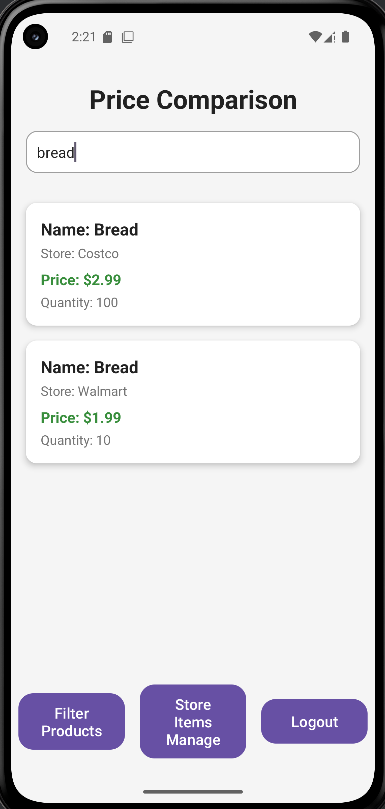 2:21
Price Comparison
bread
Name: Bread
Store: Costco
Price: $2.99
Quantity: 100
Name: Bread
Store: Walmart
Price: $1.99
Quantity: 10
Filter
Products
Store
Items
Manage
Logout